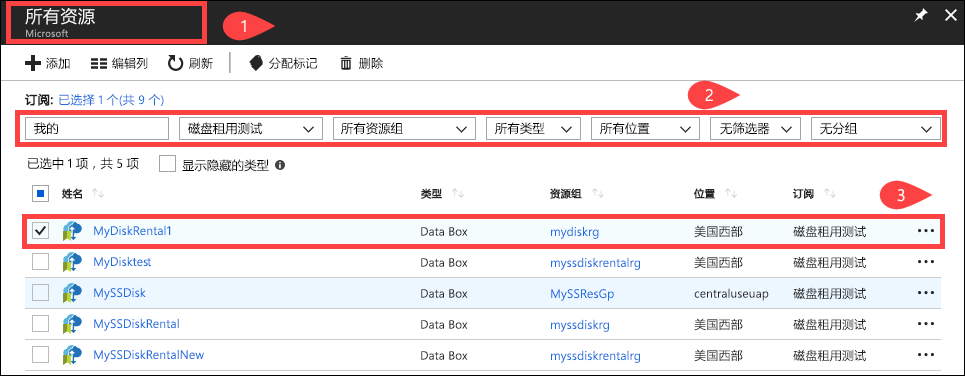 所有资源
Microsoft
1
添加 编辑列 刷新 分配标记 删除
订阅: 已选择 1 个(共 9 个)
2
我的 磁盘租用测试 所有资源组 所有类型 所有位置 无筛选器 无分组
已选中 1 项，共 5 项 显示隐藏的类型
姓名 类型 资源组 位置 订阅
3
MyDiskRental1 Data Box mydiskrg 美国西部 磁盘租用测试
MyDisktest Data Box myssdiskrentalrg 美国西部 磁盘租用测试
MySSDisk Data Box MySSResGp centraluseuap 磁盘租用测试
MySSDiskRental Data Box myssdiskrg 美国西部 磁盘租用测试
MySSDiskRentalNew Data Box myssdiskrentalrg 美国西部 磁盘租用测试